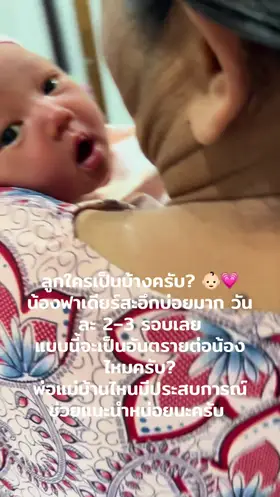 ลูกใครเป็นบ้างครับ? 👶🏻💗
น้องฟาเดียร์สะอึกบ่อยมาก วัน
ละ 2-3 รอบเลย
แบบนี้จะเป็นอันตรายต่อน้อง
ไหมครับ?
พ่อแม่บ้านไหนมีประสบการณ์
ช่วยแนะนำหน่อยนะครับ